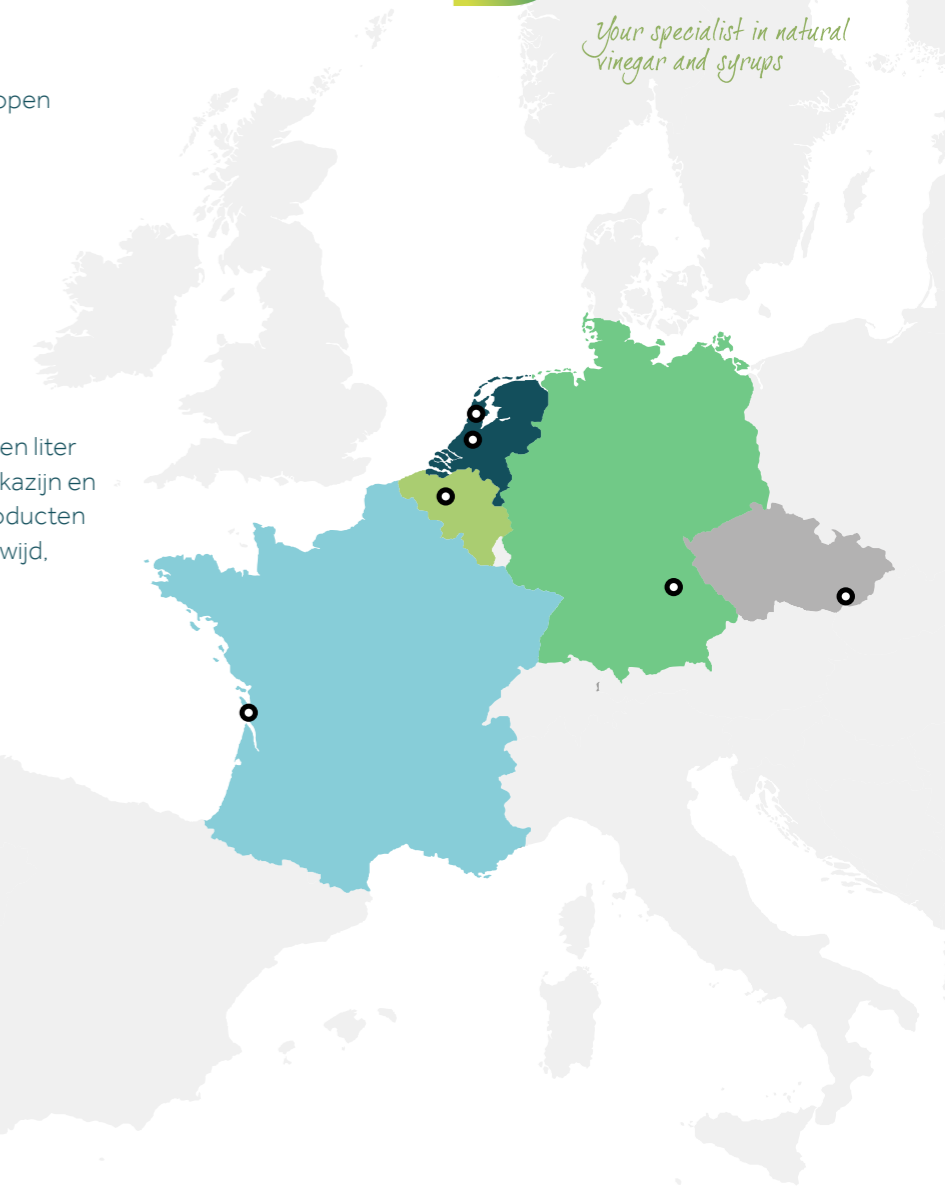 Your specialist in natural
vinegar and syrups
open
en liter
kazijn en
oducten
wijd,